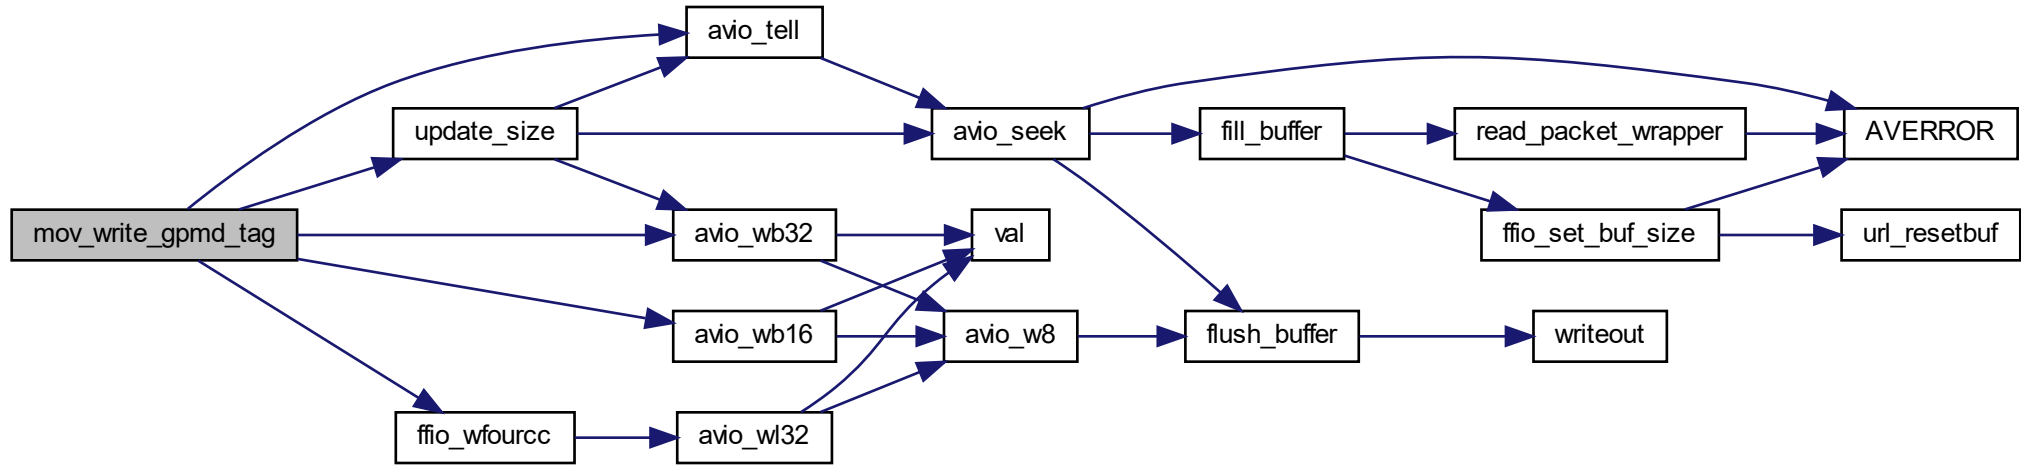 avio_tell
update_size
avio_seek
fill_buffer
read_packet_wrapper
AVERROR
mov_write_gpmd_tag
avio_wb32
val
ffio_set_buf_size
url_resetbuf
avio_wb16
avio_w8
flush_buffer
writeout
ffio_wfourcc
avio_wl32